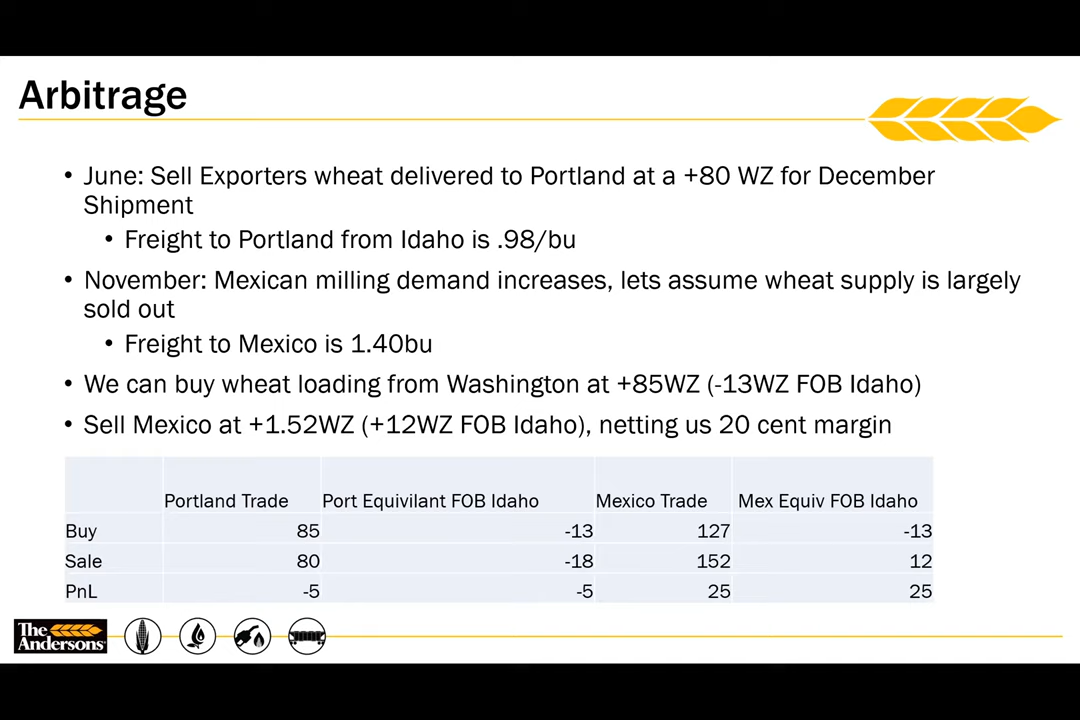 Arbitrage
• June: Sell Exporters wheat delivered to Portland at a +80 WZ for December
Shipment
• Freight to Portland from Idaho is .98/bu
• November: Mexican milling demand increases, lets assume wheat supply is largely
sold out
• Freight to Mexico is 1.40bu
• We can buy wheat loading from Washington at +85WZ (-13WZ FOB Idaho)
• Sell Mexico at +1.52WZ (+12WZ FOB Idaho), netting us 20 cent margin
Portland Trade Port Equivilant FOB Idaho Mexico Trade Mex Equiv FOB Idaho
Buy 85 -13 127 -13
Sale 80 -18 152 12
PnL -5 -5 25 25
The
Andersons